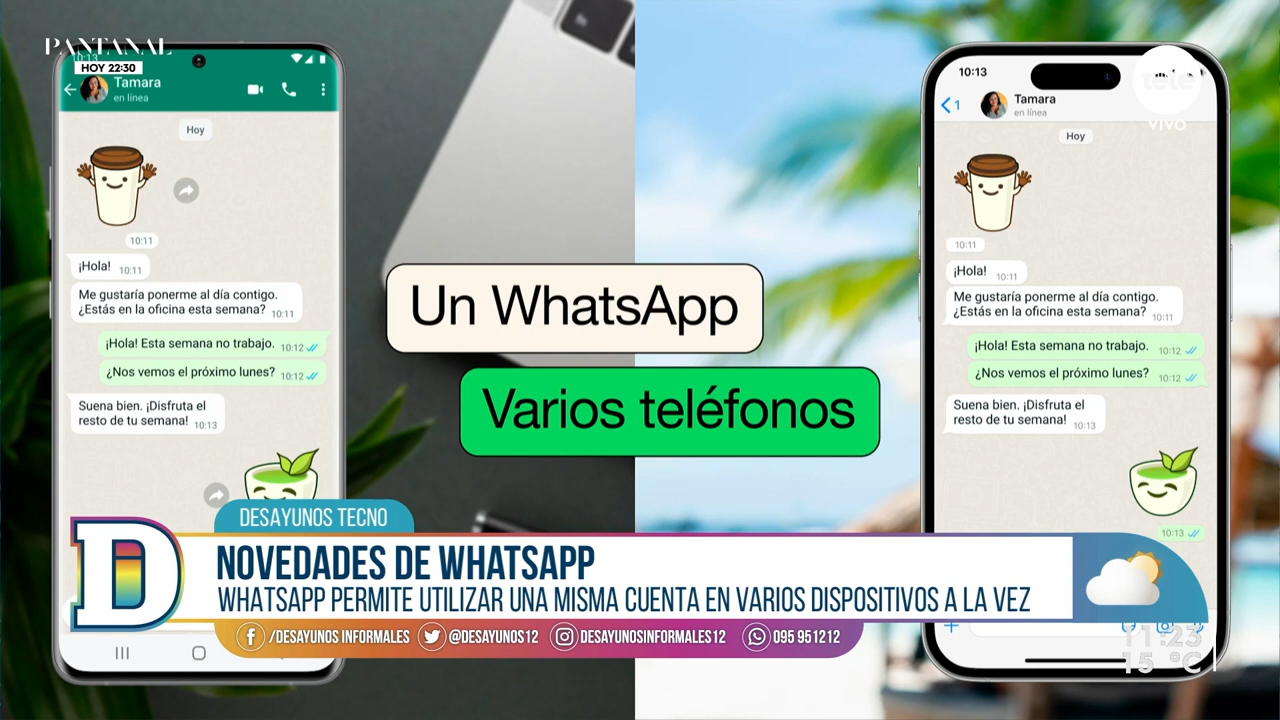 PANTANAL
HOY 22:30
10:13
Tamara
en línea
Hoy
10:11
¡Hola! 10:11
Me gustaría ponerme al día contigo.
¿Estás en la oficina esta semana? 10:11
¡Hola! Esta semana no trabajo. 10:12
¿Nos vemos el próximo lunes? 10:12
Suena bien. ¡Disfruta el
resto de tu semana! 10:13
Un WhatsApp
Varios teléfonos
10:13
1
Tamara
en línea
Hoy
10:11
¡Hola! 10:11
Me gustaría ponerme al día contigo.
¿Estás en la oficina esta semana? 10:11
¡Hola! Esta semana no trabajo. 10:12
¿Nos vemos el próximo lunes? 10:12
Suena bien. ¡Disfruta el
resto de tu semana! 10:13
10:13
tele
VIVO
DESAYUNOS TECNO
D
NOVEDADES DE WHATSAPP
WHATSAPP PERMITE UTILIZAR UNA MISMA CUENTA EN VARIOS DISPOSITIVOS A LA VEZ
/DESAYUNOS INFORMALES @DESAYUNOS12 DESAYUNOSINFORMALES12 095 951212
11:23
15 °C